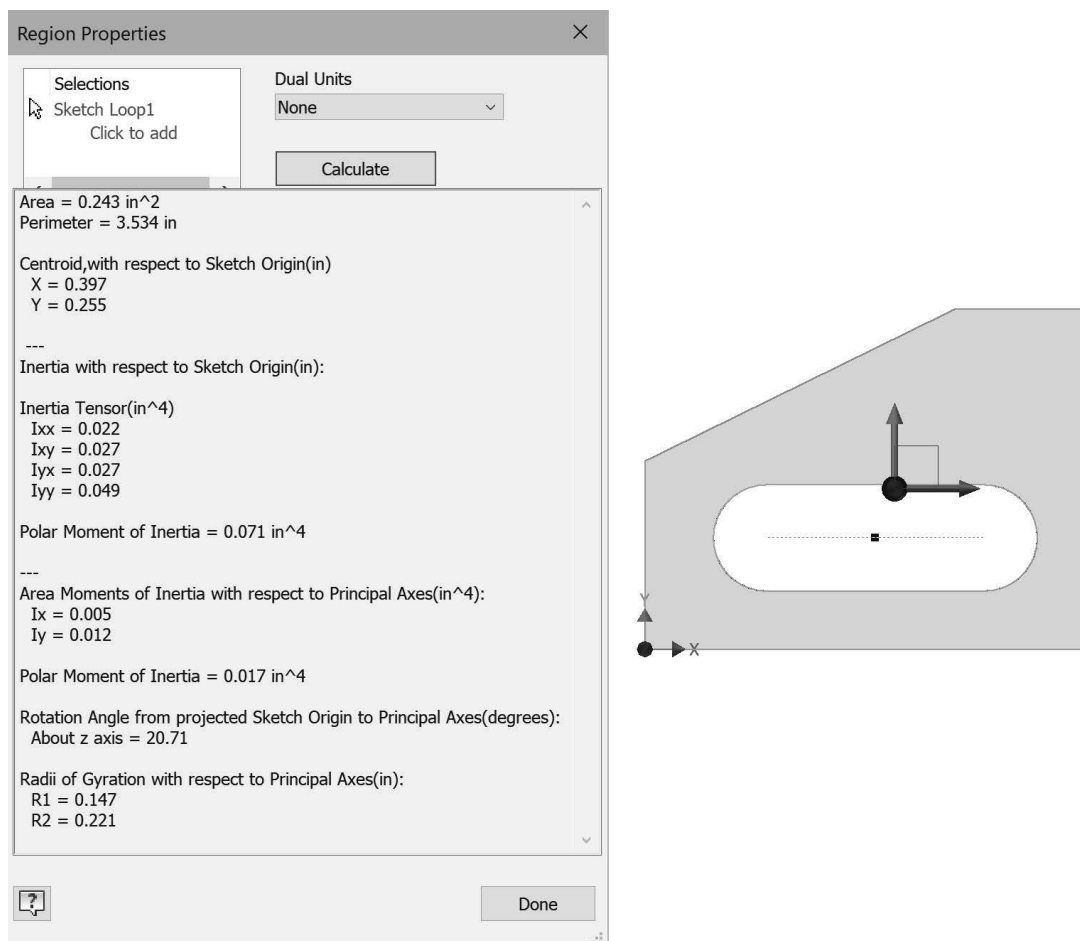 Region Properties
Selections
Sketch Loop1
Click to add
Dual Units
None
Calculate
Area = 0.243 in^2
Perimeter = 3.534 in
Centroid,with respect to Sketch Origin(in)
X = 0.397
Y = 0.255
---
Inertia with respect to Sketch Origin(in):
Inertia Tensor(in^4)
Ixx = 0.022
Ixy = 0.027
Iyx = 0.027
Iyy = 0.049
Polar Moment of Inertia = 0.071 in^4
---
Area Moments of Inertia with respect to Principal Axes(in^4):
Ix = 0.005
Iy = 0.012
Polar Moment of Inertia = 0.017 in^4
Rotation Angle from projected Sketch Origin to Principal Axes(degrees):
About z axis = 20.71
Radii of Gyration with respect to Principal Axes(in):
R1 = 0.147
R2 = 0.221
?
Done
Y
X